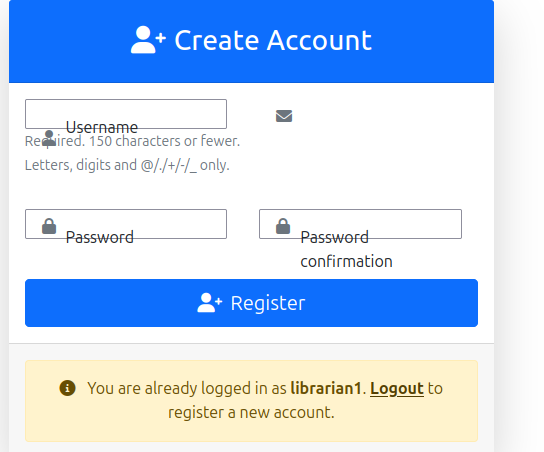 Create Account
Username
Required. 150 characters or fewer.
Letters, digits and @/./+/-/_ only.
Password
Password
confirmation
Register
You are already logged in as librarian1. Logout to
register a new account.